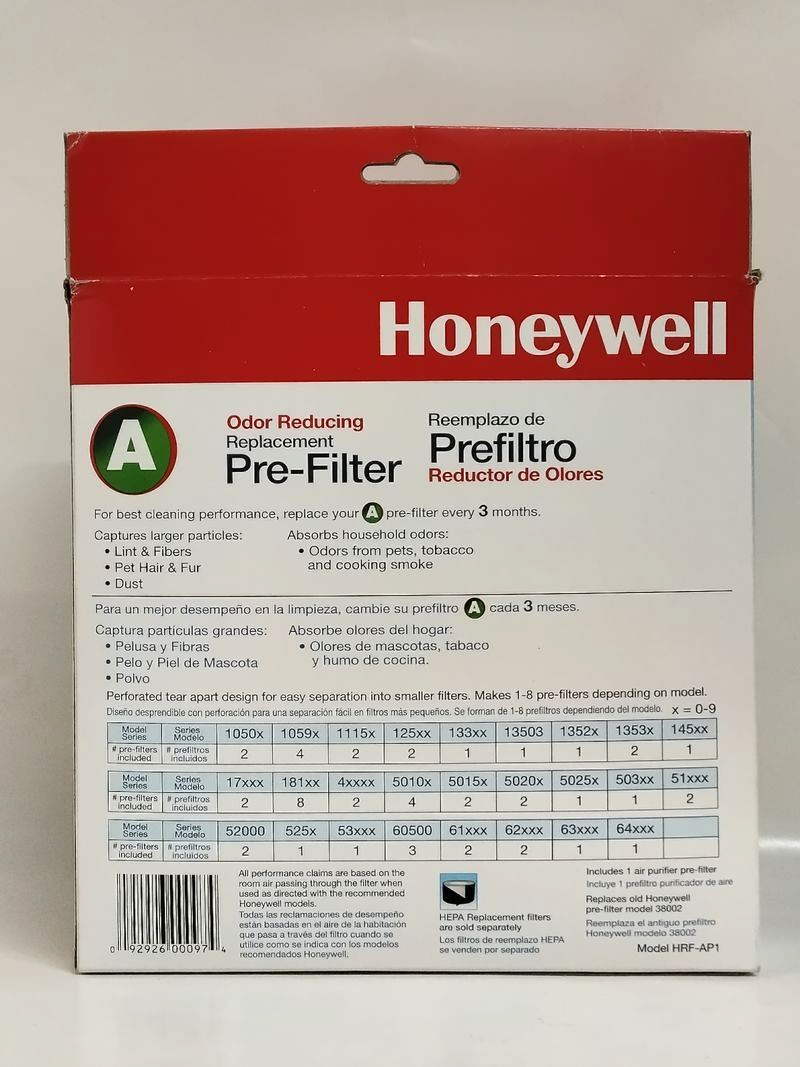 Honeywell
A
Odor Reducing
Replacement
Pre-Filter
Reemplazo de
Prefiltro
Reductor de Olores
For best cleaning performance, replace your A pre-filter every 3 months.
Captures larger particles:
• Lint & Fibers
• Pet Hair & Fur
• Dust
Absorbs household odors:
• Odors from pets, tobacco
and cooking smoke
Para un mejor desempeño en la limpieza, cambie su prefiltro A cada 3 meses.
Captura partículas grandes:
• Pelusa y Fibras
• Pelo y Piel de Mascota
• Polvo
Absorbe olores del hogar:
• Olores de mascotas, tabaco
y humo de cocina.
Perforated tear apart design for easy separation into smaller filters. Makes 1-8 pre-filters depending on model.
Diseño desprendible con perforación para una separación fácil en filtros más pequeños. Se forman de 1-8 prefiltros dependiendo del modelo. x = 0-9
Model Series Series Modelo 1050x 1059x 1115x 125xx 133xx 13503 1352x 1353x 145xx
# pre-filters included # prefiltros incluidos 2 4 2 2 1 1 1 2 1
Model Series Series Modelo 17xxx 181xx 4xxxx 5010x 5015x 5020x 5025x 503xx 51xxx
# pre-filters included # prefiltros incluidos 2 8 2 4 2 2 1 1 2
Model Series Series Modelo 52000 525x 53xxx 60500 61xxx 62xxx 63xxx 64xxx
# pre-filters included # prefiltros incluidos 2 1 1 3 2 2 1 1
0 92926 00097 4
All performance claims are based on the
room air passing through the filter when
used as directed with the recommended
Honeywell models.
Todas las reclamaciones de desempeño
están basadas en el aire de la habitación
que pasa a través del filtro cuando se
utilice como se indica con los modelos
recomendados Honeywell.
HEPA Replacement filters
are sold separately
Los filtros de reemplazo HEPA
se venden por separado
Includes 1 air purifier pre-filter
Incluye 1 prefiltro purificador de aire
Replaces old Honeywell
pre-filter model 38002
Reemplaza el antiguo prefiltro
Honeywell modelo 38002
Model HRF-AP1